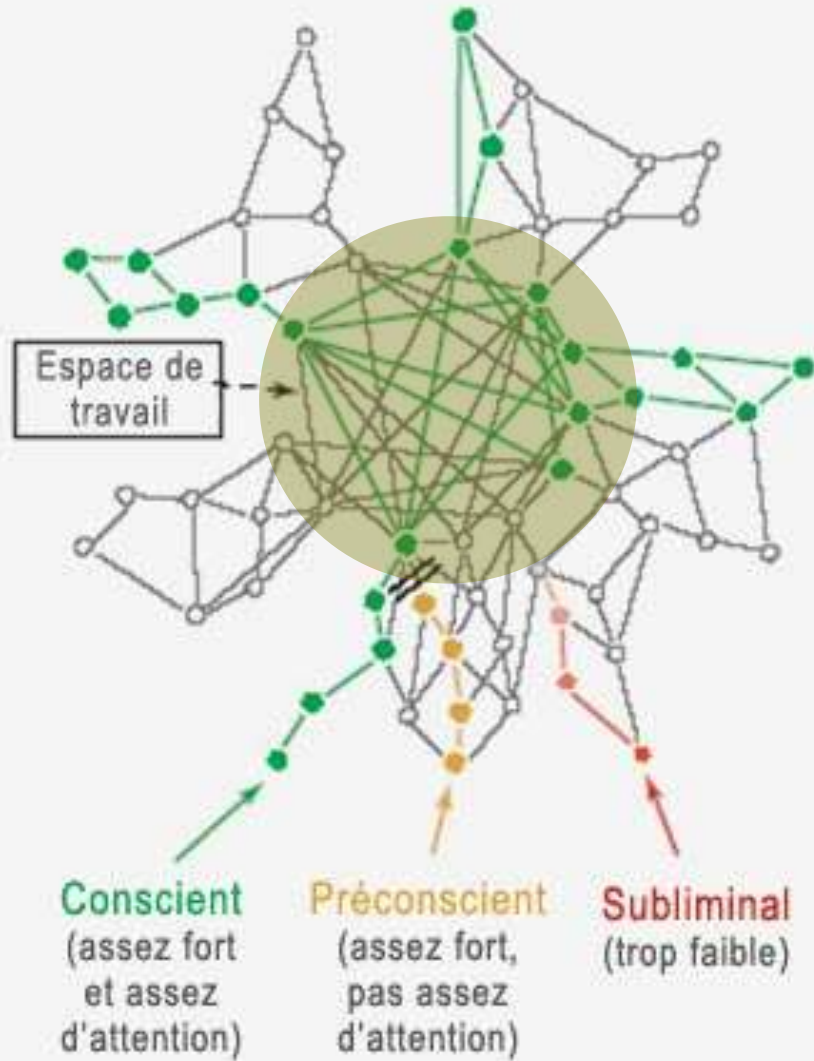 Espace de
travail
Conscient
(assez fort
et assez
d'attention)
Préconscient
(assez fort,
pas assez
d'attention)
Subliminal
(trop faible)